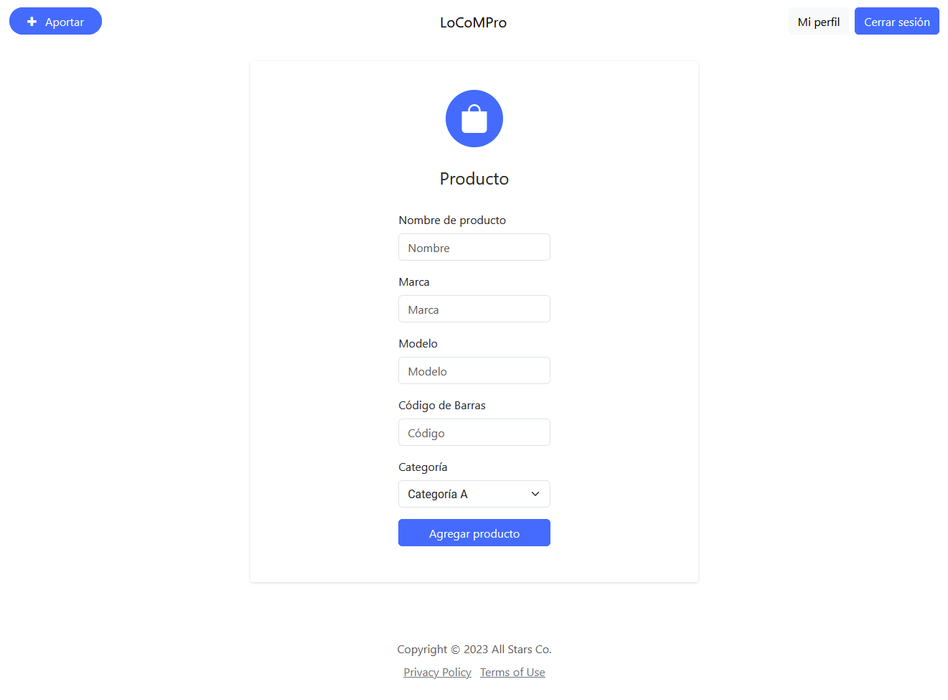 Aportar
LoCoMPro
Mi perfil
Cerrar sesión
Producto
Nombre de producto
Nombre
Marca
Marca
Modelo
Modelo
Código de Barras
Código
Categoría
Categoría A
Agregar producto
Copyright © 2023 All Stars Co.
Privacy Policy Terms of Use